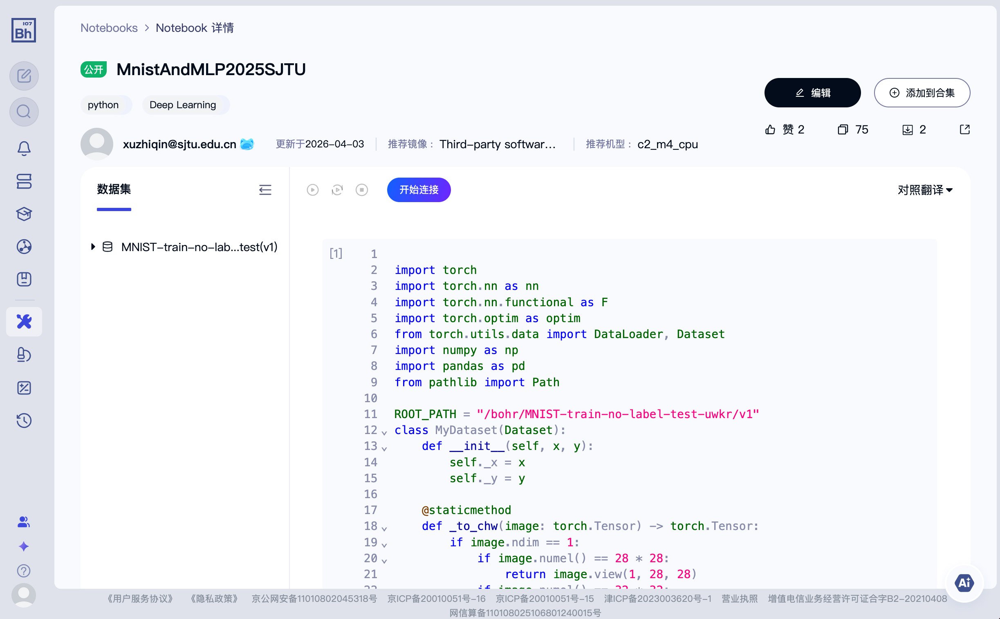 107
Bh
Notebooks > Notebook 详情
公开 MnistAndMLP2025SJTU
编辑
添加到合集
python Deep Learning
赞 2 75 2
xuzhiqin@sjtu.edu.cn 更新于2026-04-03 推荐镜像： Third-party softwar... 推荐机型： c2_m4_cpu
数据集
开始连接
对照翻译
MNIST-train-no-lab...test(v1)
[1]
1
2 import torch
3 import torch.nn as nn
4 import torch.nn.functional as F
5 import torch.optim as optim
6 from torch.utils.data import DataLoader, Dataset
7 import numpy as np
8 import pandas as pd
9 from pathlib import Path
10
11 ROOT_PATH = "/bohr/MNIST-train-no-label-test-uwkr/v1"
12 class MyDataset(Dataset):
13     def __init__(self, x, y):
14         self._x = x
15         self._y = y
16
17     @staticmethod
18     def _to_chw(image: torch.Tensor) -> torch.Tensor:
19         if image.ndim == 1:
20             if image.numel() == 28 * 28:
21                 return image.view(1, 28, 28)
22             if image.numel() == 32 * 32:
Ai
《用户服务协议》 《隐私政策》 京公网安备11010802045318号 京ICP备20010051号-16 京ICP备20010051号-15 津ICP备2023003620号-1 营业执照 增值电信业务经营许可证合字B2-20210408
网信算备110108025106801240015号